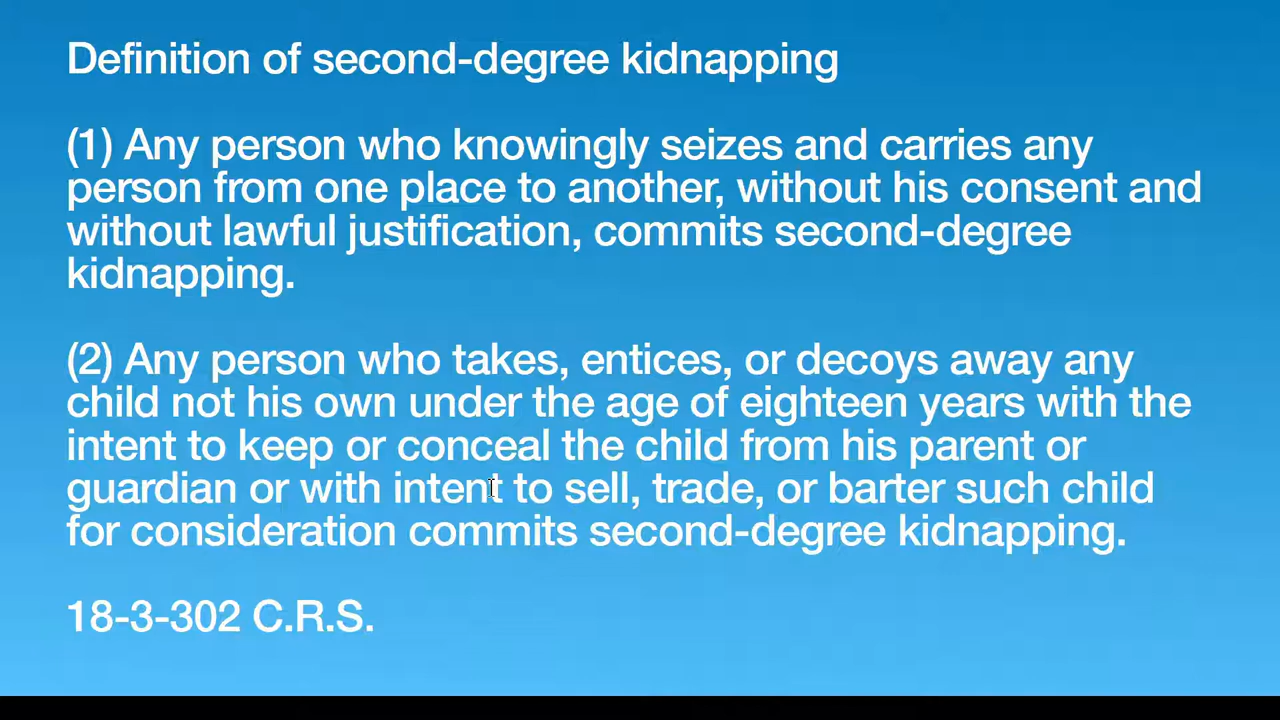 Definition of second-degree kidnapping
(1) Any person who knowingly seizes and carries any
person from one place to another, without his consent and
without lawful justification, commits second-degree
kidnapping.
(2) Any person who takes, entices, or decoys away any
child not his own under the age of eighteen years with the
intent to keep or conceal the child from his parent or
guardian or with intent to sell, trade, or barter such child
for consideration commits second-degree kidnapping.
18-3-302 C.R.S.